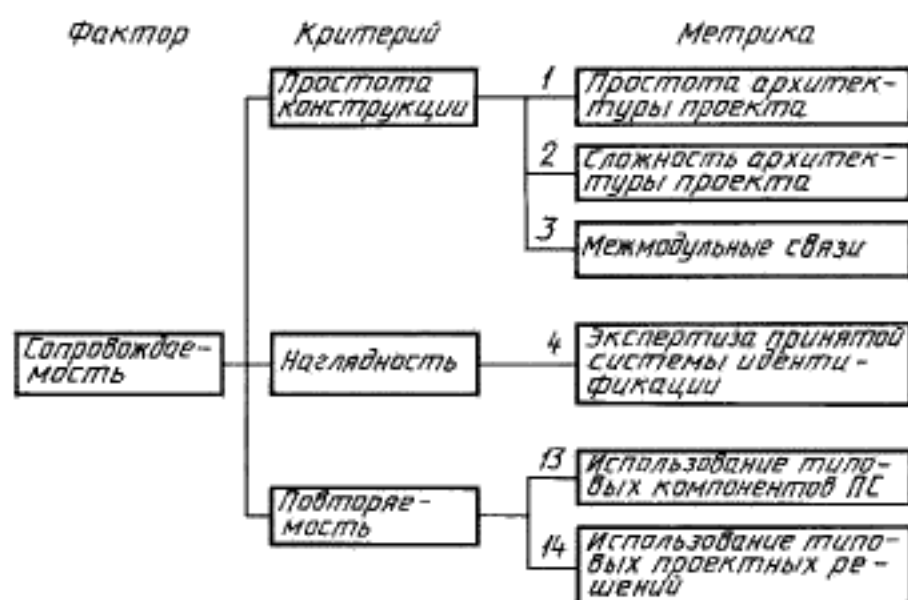 Фактор
Критерий
Метрика
Простота
конструкции
1
Простота архитек-
туры проекта
2
Сложность архитек-
туры проекта
3
Межмодульные связи
Сопровождае-
мость
Наглядность
4
Экспертиза принятой
системы иденти-
фикации
Повторяе-
мость
13
Использование типо-
вых компонентов ПС
14
Использование типо-
вых проектных ре-
шений